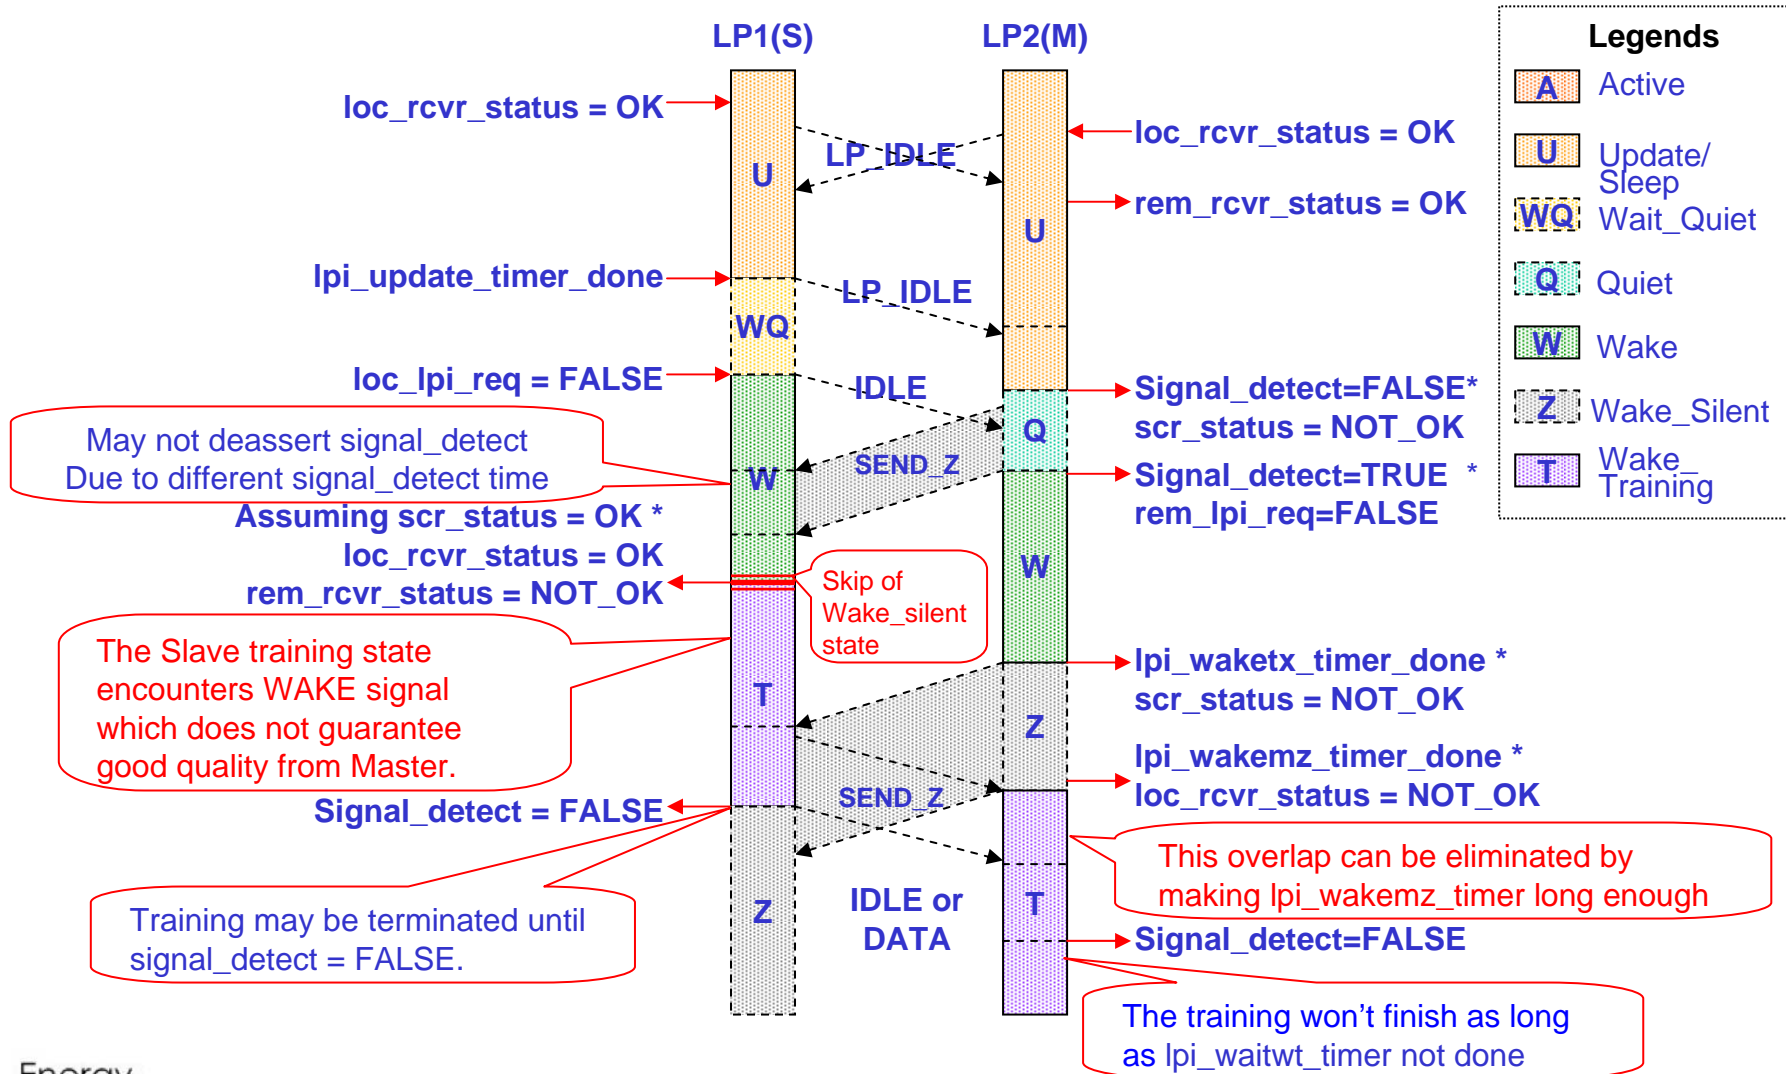 LP1(S)
LP2(M)
Legends
A Active
U Update/
Sleep
WQ Wait_Quiet
Q Quiet
W Wake
Z Wake_Silent
T Wake_
Training
loc_rcvr_status = OK
LP_IDLE
loc_rcvr_status = OK
U
rem_rcvr_status = OK
U
lpi_update_timer_done
LP_IDLE
WQ
loc_lpi_req = FALSE
IDLE
Signal_detect=FALSE*
scr_status = NOT_OK
Q
May not deassert signal_detect
Due to different signal_detect time
W
SEND_Z
Signal_detect=TRUE *
rem_lpi_req=FALSE
Assuming scr_status = OK *
loc_rcvr_status = OK
rem_rcvr_status = NOT_OK
Skip of
Wake_silent
state
W
The Slave training state
encounters WAKE signal
which does not guarantee
good quality from Master.
T
lpi_waketx_timer_done *
scr_status = NOT_OK
Z
lpi_wakemz_timer_done *
loc_rcvr_status = NOT_OK
Signal_detect = FALSE
SEND_Z
This overlap can be eliminated by
making lpi_wakemz_timer long enough
Training may be terminated until
signal_detect = FALSE.
Z
IDLE or
DATA
T
Signal_detect=FALSE
The training won't finish as long
as lpi_waitwt_timer not done
Energy